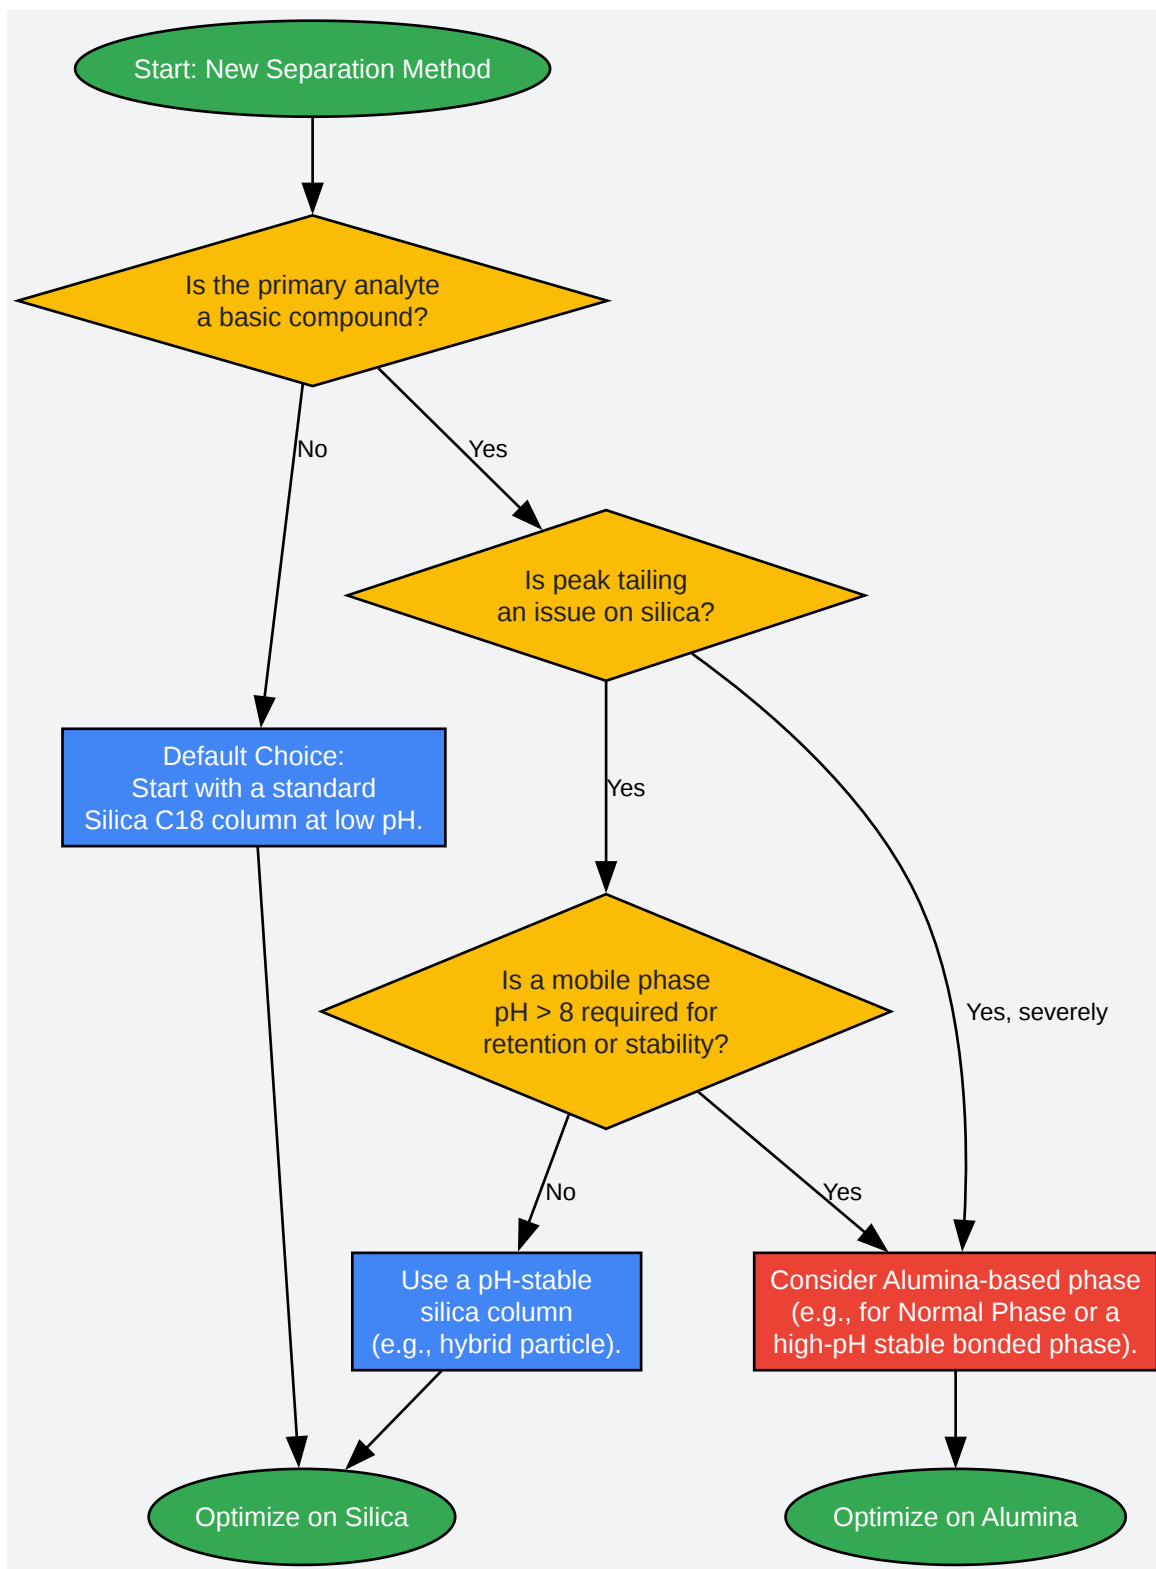 Start: New Separation Method
Is the primary analyte
a basic compound?
No
Yes
Is peak tailing
an issue on silica?
Default Choice:
Start with a standard
Silica C18 column at low pH.
Yes
Is a mobile phase
pH > 8 required for
retention or stability?
Yes, severely
No
Yes
Use a pH-stable
silica column
(e.g., hybrid particle).
Consider Alumina-based phase
(e.g., for Normal Phase or a
high-pH stable bonded phase).
Optimize on Silica
Optimize on Alumina